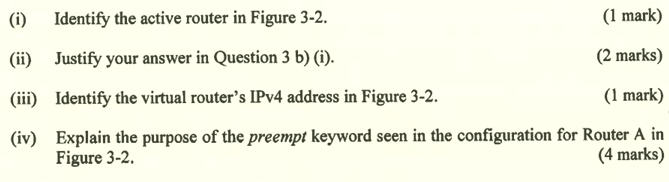 (i) Identify the active router in Figure 3-2. (1 mark)
(ii) Justify your answer in Question 3 b) (i). (2 marks)
(iii) Identify the virtual router's IPv4 address in Figure 3-2. (1 mark)
(iv) Explain the purpose of the preempt keyword seen in the configuration for Router A in
Figure 3-2. (4 marks)